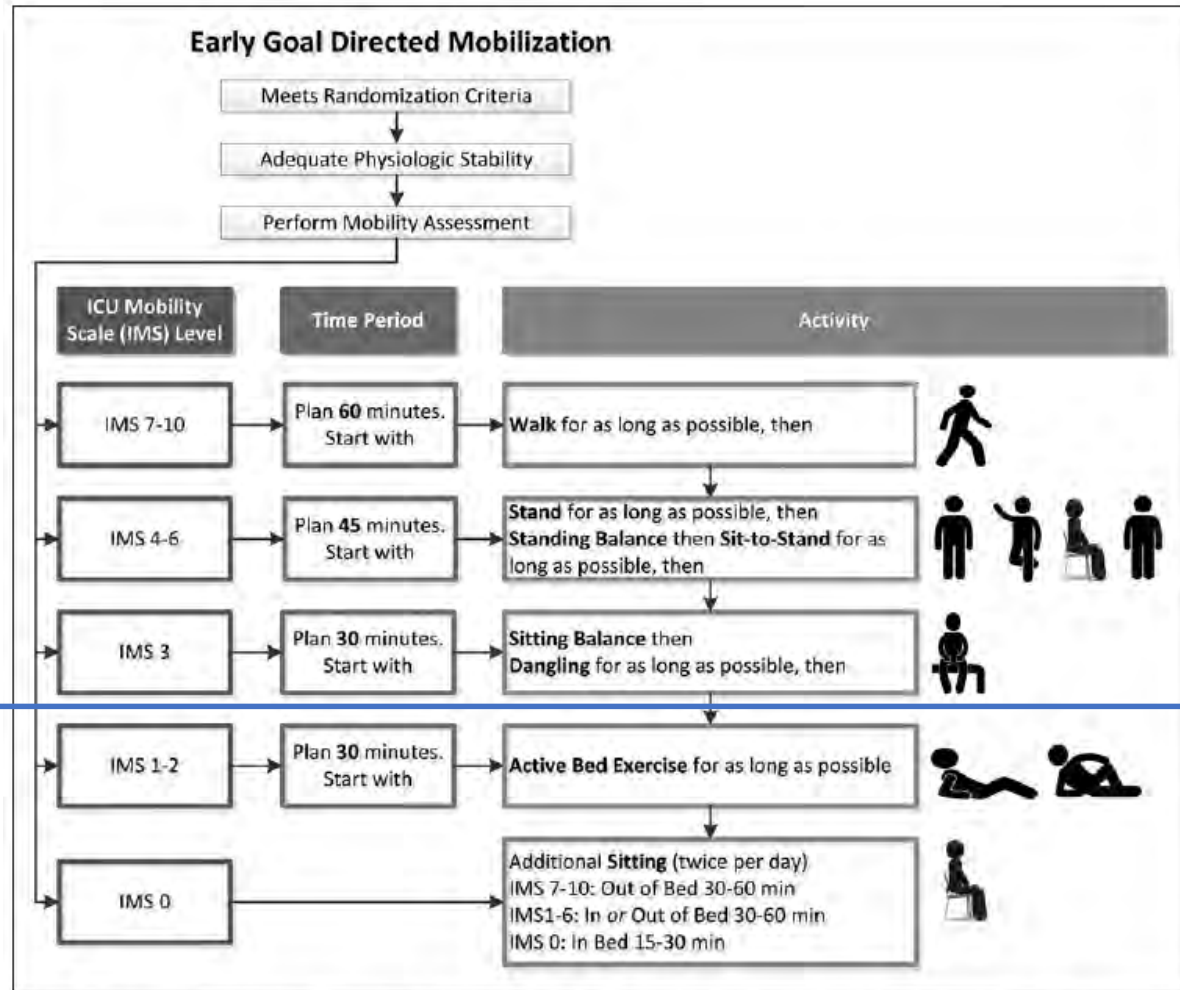 Early Goal Directed Mobilization
Meets Randomization Criteria
Adequate Physiologic Stability
Perform Mobility Assessment
ICU Mobility
Scale (IMS) Level
Time Period
Activity
IMS 7-10
Plan 60 minutes.
Start with
Walk for as long as possible, then
IMS 4-6
Plan 45 minutes.
Start with
Stand for as long as possible, then
Standing Balance then Sit-to-Stand for as
long as possible, then
IMS 3
Plan 30 minutes.
Start with
Sitting Balance then
Dangling for as long as possible, then
IMS 1-2
Plan 30 minutes.
Start with
Active Bed Exercise for as long as possible
IMS 0
Additional Sitting (twice per day)
IMS 7-10: Out of Bed 30-60 min
IMS1-6: In or Out of Bed 30-60 min
IMS 0: In Bed 15-30 min